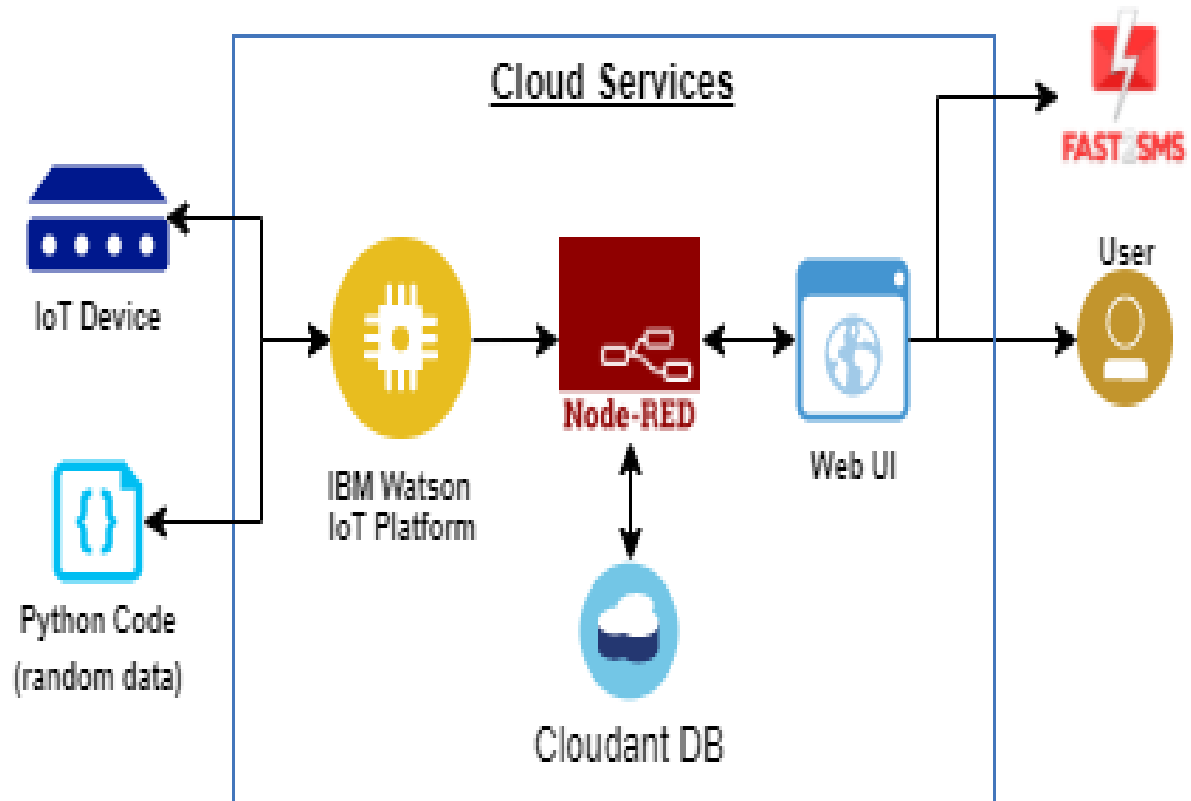 Cloud Services
FAST2SMS
User
IoT Device
Node-RED
Web UI
IBM Watson
IoT Platform
Python Code
(random data)
Cloudant DB